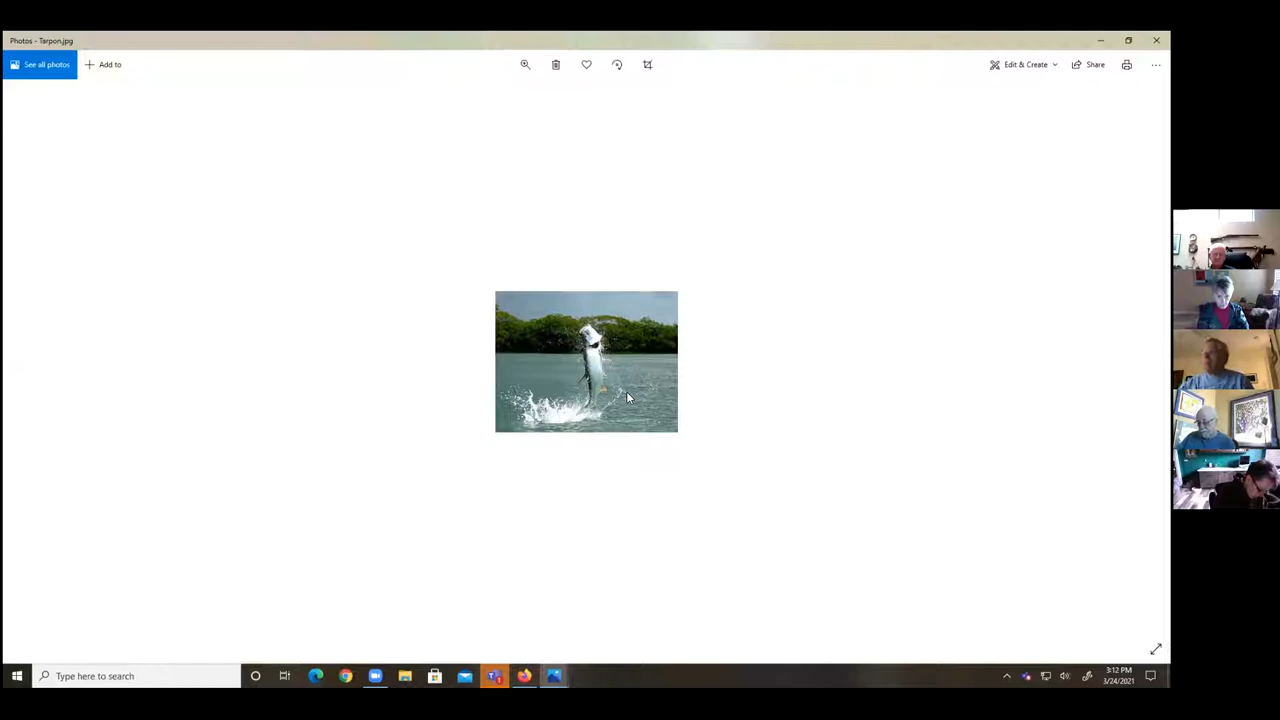 Photos - Tarpon.jpg
See all photos
Add to
Edit & Create
Share
Type here to search
3:12 PM
3/24/2021